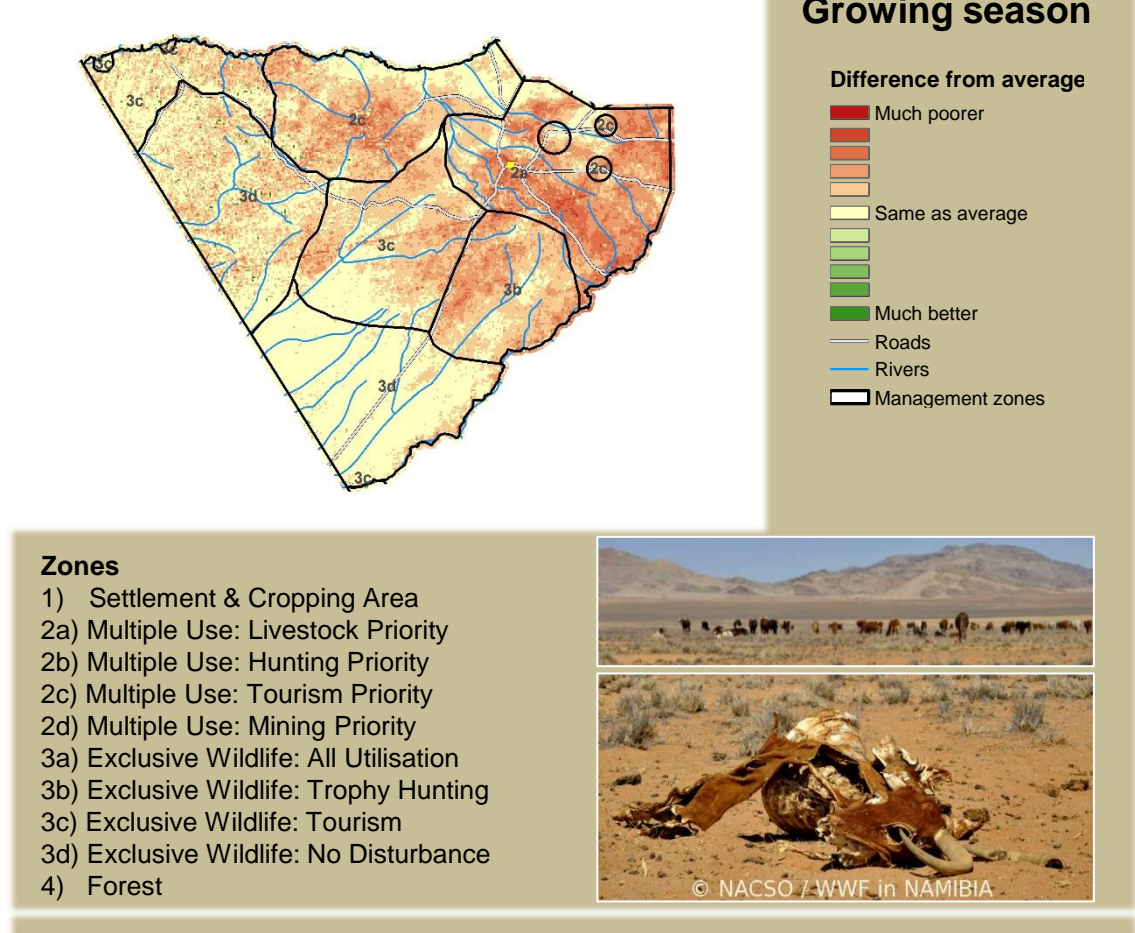 Growing season
Difference from average
Much poorer
Same as average
Much better
Roads
Rivers
Management zones
3c
3c
3c
2c
2c
2c
2a
3d
3c
3b
3d
3c
Zones
1) Settlement & Cropping Area
2a) Multiple Use: Livestock Priority
2b) Multiple Use: Hunting Priority
2c) Multiple Use: Tourism Priority
2d) Multiple Use: Mining Priority
3a) Exclusive Wildlife: All Utilisation
3b) Exclusive Wildlife: Trophy Hunting
3c) Exclusive Wildlife: Tourism
3d) Exclusive Wildlife: No Disturbance
4) Forest
© NACSO / WWF in NAMIBIA